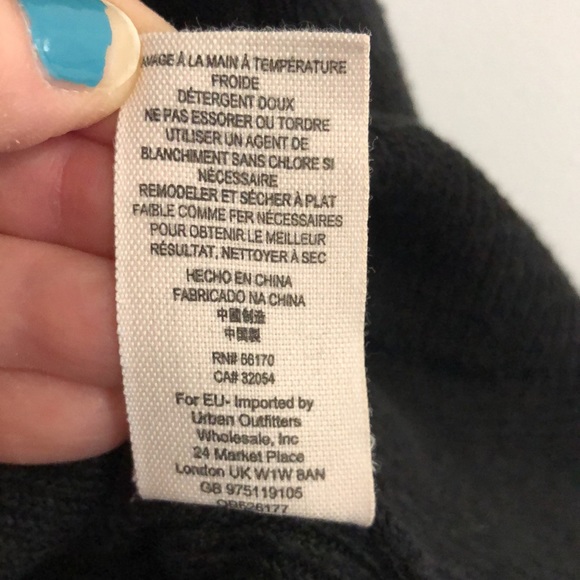 À LA MAIN À TEMPÉRATURE
FROIDE
DÉTERGENT DOUX
NE PAS ESSORER OU TORDRE
UTILISER UN AGENT DE
BLANCHIMENT SANS CHLORE SI
NÉCESSAIRE
REMODELER ET SÉCHER À PLAT
FAIBLE COMME FER NÉCESSAIRES
POUR OBTENIR LE MEILLEUR
RÉSULTAT, NETTOYER À SEC
HECHO EN CHINA
FABRICADO NA CHINA
中國制造
中国製
RN# 66170
CA# 32054
For EU- Imported by
Urban Outfitters
Wholesale, Inc
24 Market Place
London UK W1W 8AN
GB 975119105